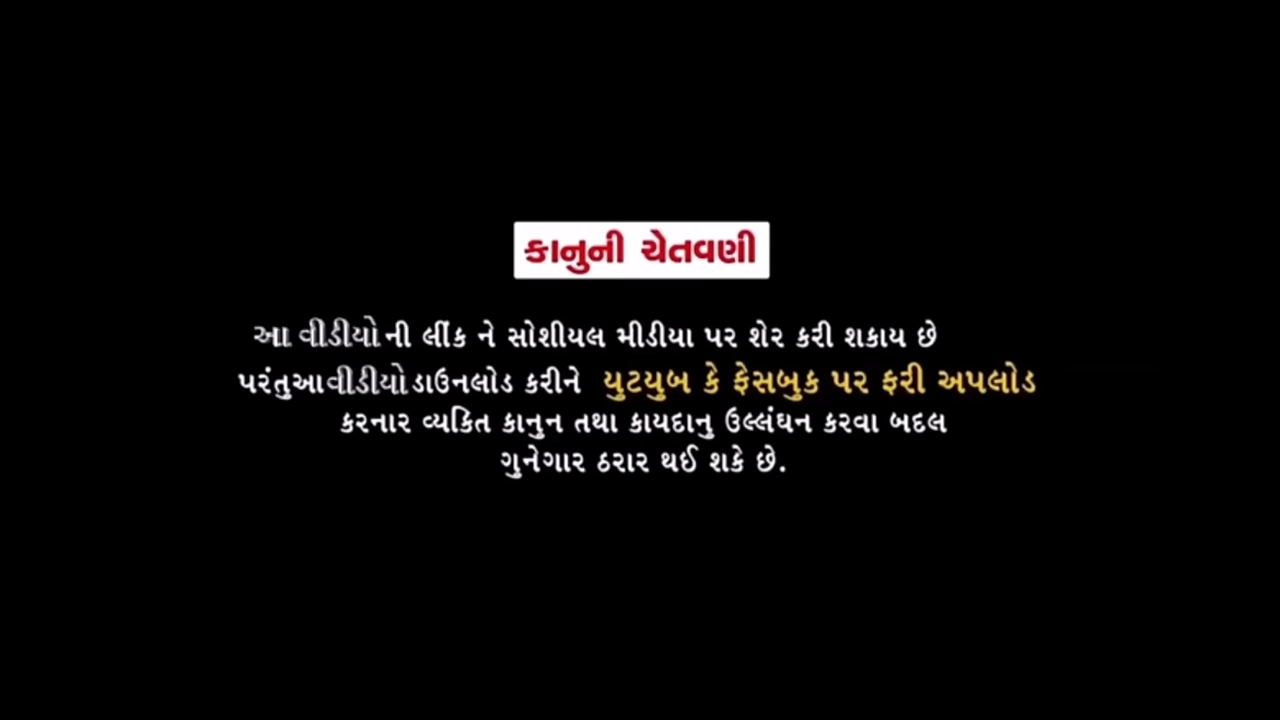 કાનુની ચેતવણી
આ વીડીયો ની લીંક ને સોશીયલ મીડીયા પર શેર કરી શકાય છે
પરંતુઆવીડીયો ડાઉનલોડ કરીને યુટયુબ કે ફેસબુક પર ફરી અપલોડ
કરનાર વ્યકિત કાનુન તથા કાયદાનુ ઉલ્લંઘન કરવા બદલ
ગુનેગાર ઠરાર થઈ શકે છે.